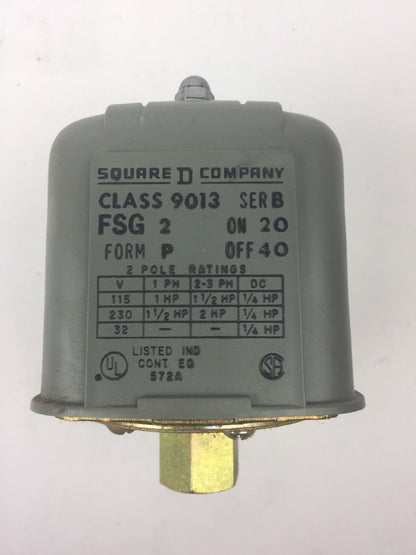 SQUARE D COMPANY
CLASS 9013 SER B
FSG 2 ON 20
FORM P OFF 40
2 POLE RATINGS
V 1 PH 2-3 PH DC
115 1 HP 1 1/2 HP 1/4 HP
230 1 1/2 HP 2 HP 1/4 HP
32 — — 1/4 HP
UL LISTED IND SA
CONT EQ
572A